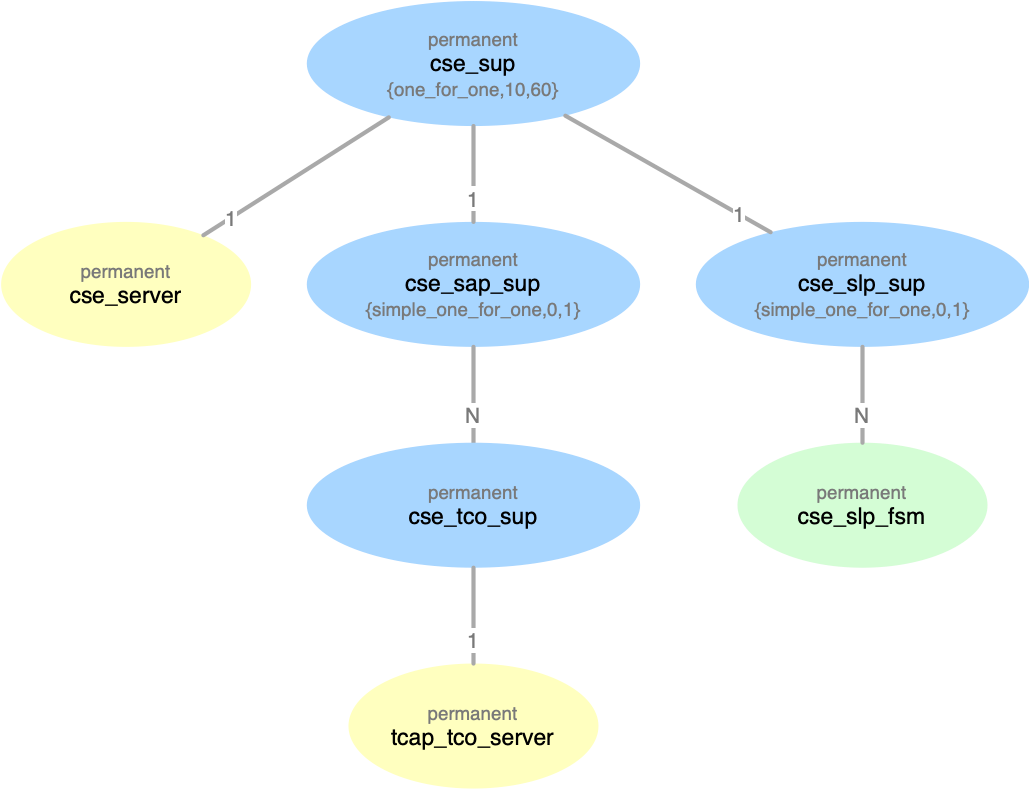 permanent
cse_sup
{one_for_one,10,60}
1
1
1
permanent
cse_server
permanent
cse_sap_sup
{simple_one_for_one,0,1}
permanent
cse_slp_sup
{simple_one_for_one,0,1}
N
N
permanent
cse_tco_sup
permanent
cse_slp_fsm
1
permanent
tcap_tco_server